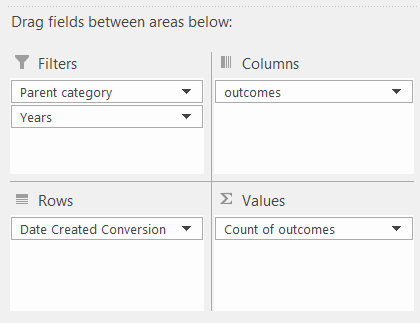 Drag fields between areas below:
Filters
Parent category
Years
Columns
outcomes
Rows
Date Created Conversion
Σ Values
Count of outcomes